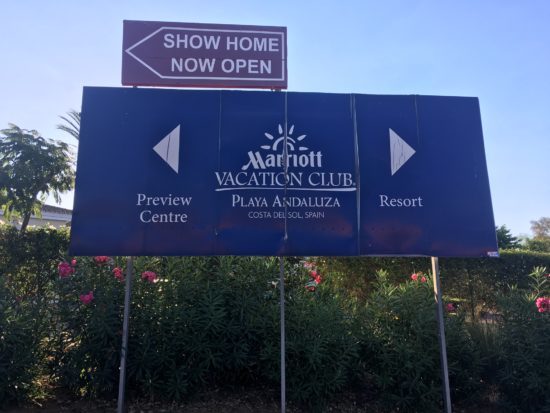 SHOW HOME
NOW OPEN
Marriott
VACATION CLUB
PLAYA ANDALUZA
COSTA DEL SOL, SPAIN
Preview
Centre
Resort